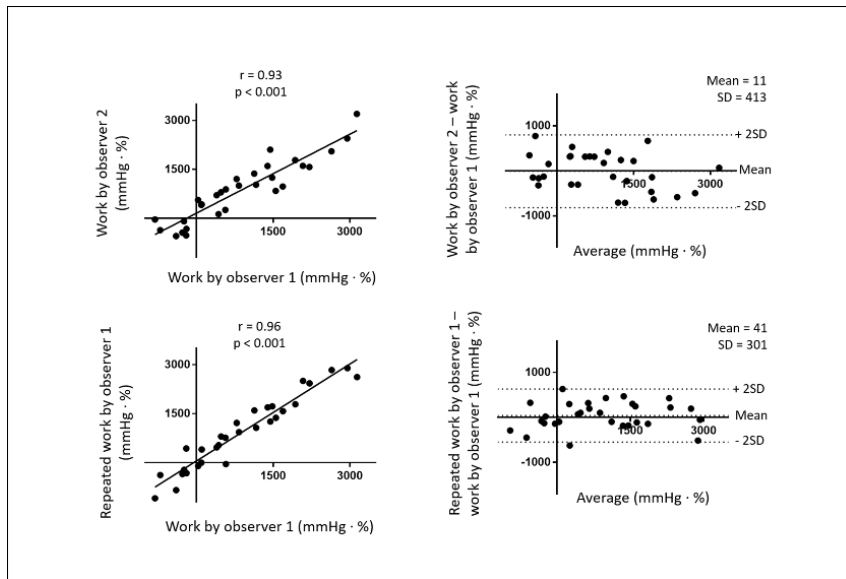 r = 0.93
p < 0.001
Work by observer 2
(mmHg · %)
3000
1500
1500
3000
Work by observer 1 (mmHg · %)
Mean = 11
SD = 413
Work by observer 2 – work
by observer 1 (mmHg · %)
1000
-1000
+ 2SD
Mean
- 2SD
1500
3000
Average (mmHg · %)
r = 0.96
p < 0.001
Repeated work by observer 1
(mmHg · %)
3000
1500
1500
3000
Work by observer 1 (mmHg · %)
Mean = 41
SD = 301
Repeated work by observer 1 –
work by observer 1 (mmHg · %)
1000
-1000
+ 2SD
Mean
- 2SD
1500
3000
Average (mmHg · %)